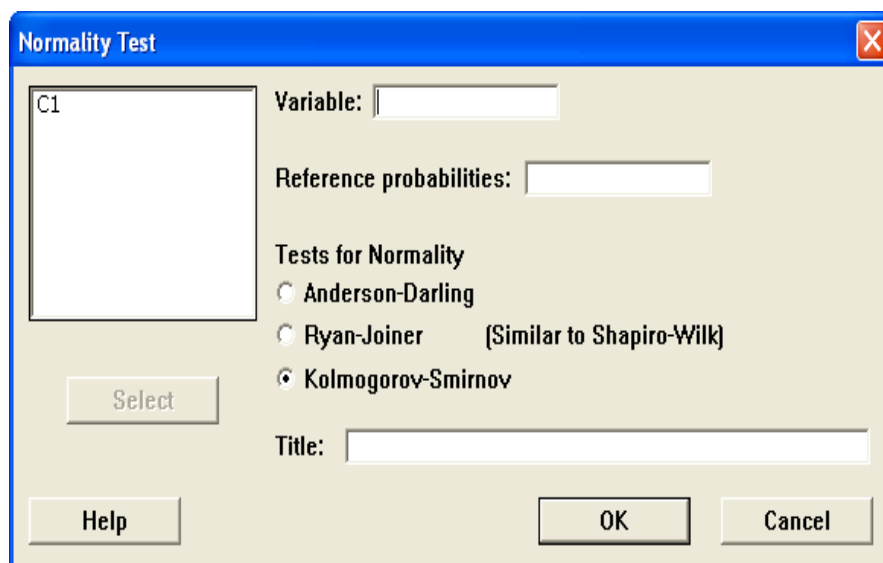 Normality Test
C1
Variable:
Reference probabilities:
Tests for Normality
Anderson-Darling
Ryan-Joiner (Similar to Shapiro-Wilk)
Kolmogorov-Smirnov
Select
Title:
Help
OK
Cancel